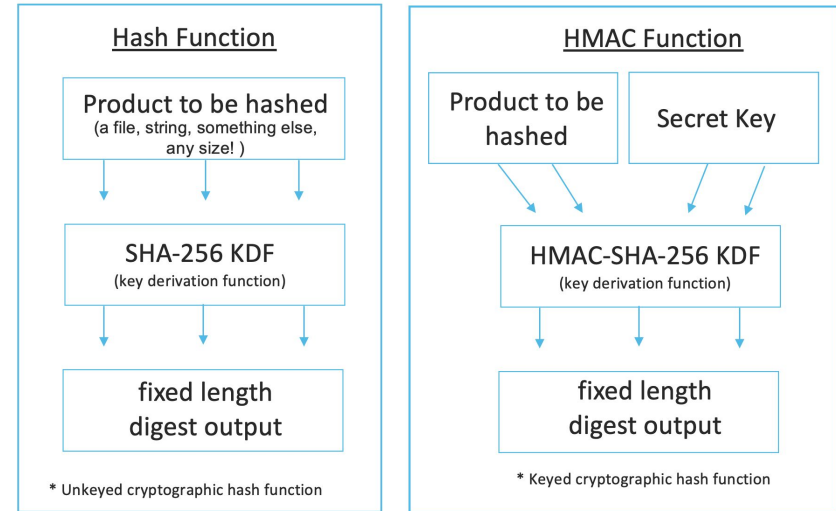 Hash Function
Product to be hashed
(a file, string, something else,
any size! )
SHA-256 KDF
(key derivation function)
fixed length
digest output
* Unkeyed cryptographic hash function
HMAC Function
Product to be
hashed
Secret Key
HMAC-SHA-256 KDF
(key derivation function)
fixed length
digest output
* Keyed cryptographic hash function